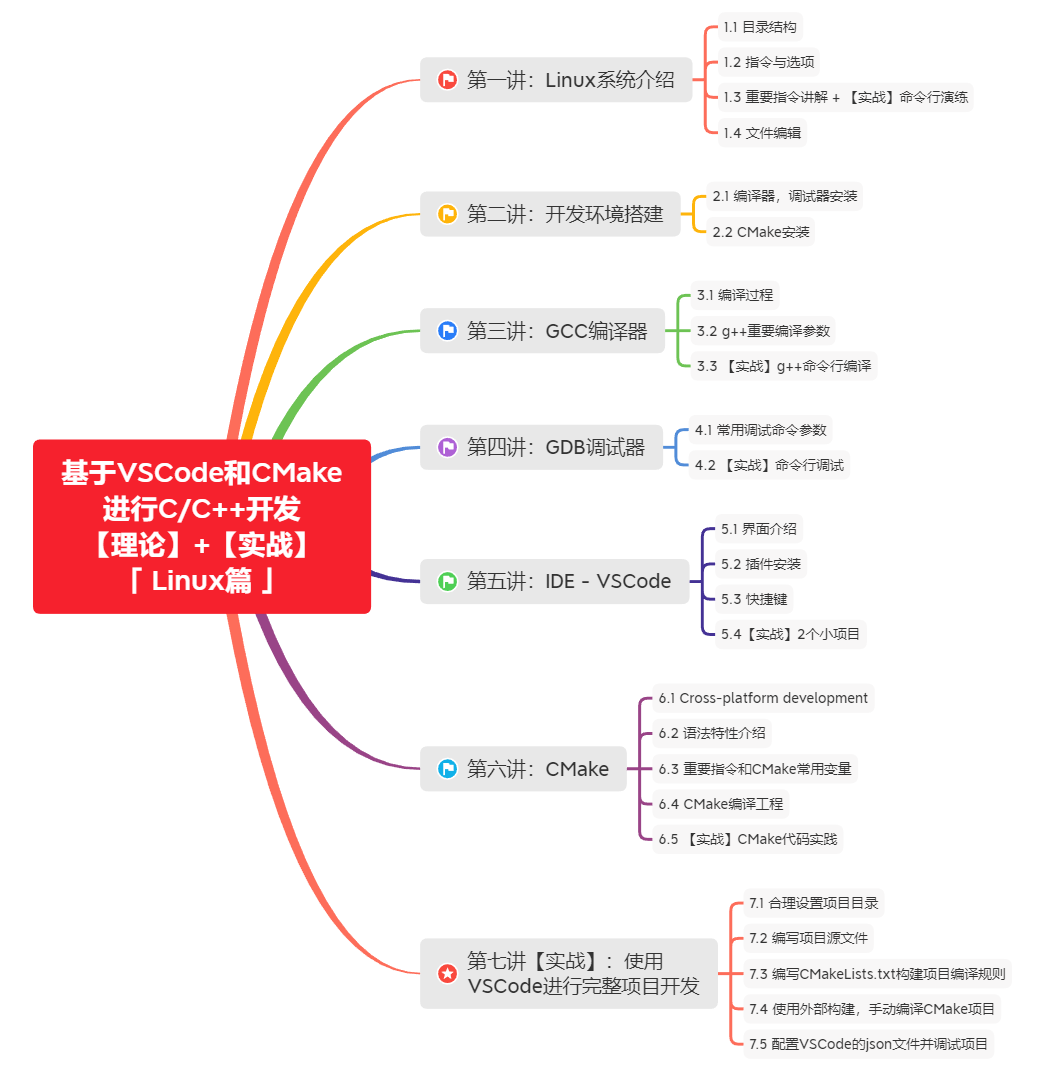 基于VSCode和CMake
进行C/C++开发
【理论】+【实战】
「 Linux篇 」
第一讲：Linux系统介绍
1.1 目录结构
1.2 指令与选项
1.3 重要指令讲解 + 【实战】命令行演练
1.4 文件编辑
第二讲：开发环境搭建
2.1 编译器，调试器安装
2.2 CMake安装
第三讲：GCC编译器
3.1 编译过程
3.2 g++重要编译参数
3.3 【实战】g++命令行编译
第四讲：GDB调试器
4.1 常用调试命令参数
4.2 【实战】命令行调试
第五讲：IDE - VSCode
5.1 界面介绍
5.2 插件安装
5.3 快捷键
5.4【实战】2个小项目
第六讲：CMake
6.1 Cross-platform development
6.2 语法特性介绍
6.3 重要指令和CMake常用变量
6.4 CMake编译工程
6.5 【实战】CMake代码实践
第七讲【实战】：使用
VSCode进行完整项目开发
7.1 合理设置项目目录
7.2 编写项目源文件
7.3 编写CMakeLists.txt构建项目编译规则
7.4 使用外部构建，手动编译CMake项目
7.5 配置VSCode的json文件并调试项目